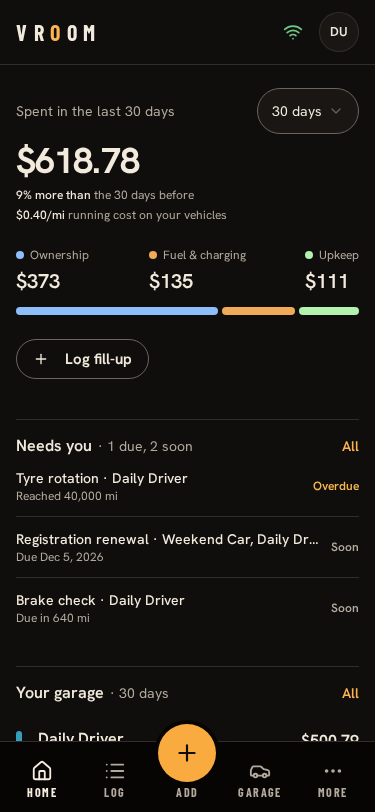 VROOM
DU
Spent in the last 30 days
30 days
$618.78
9% more than the 30 days before
$0.40/mi running cost on your vehicles
Ownership
Fuel & charging
Upkeep
$373
$135
$111
Log fill-up
Needs you · 1 due, 2 soon
All
Tyre rotation · Daily Driver
Reached 40,000 mi
Overdue
Registration renewal · Weekend Car, Daily Dr...
Due Dec 5, 2026
Soon
Brake check · Daily Driver
Due in 640 mi
Soon
Your garage · 30 days
All
Daily Driver
$500.79
HOME
LOG
ADD
GARAGE
MORE